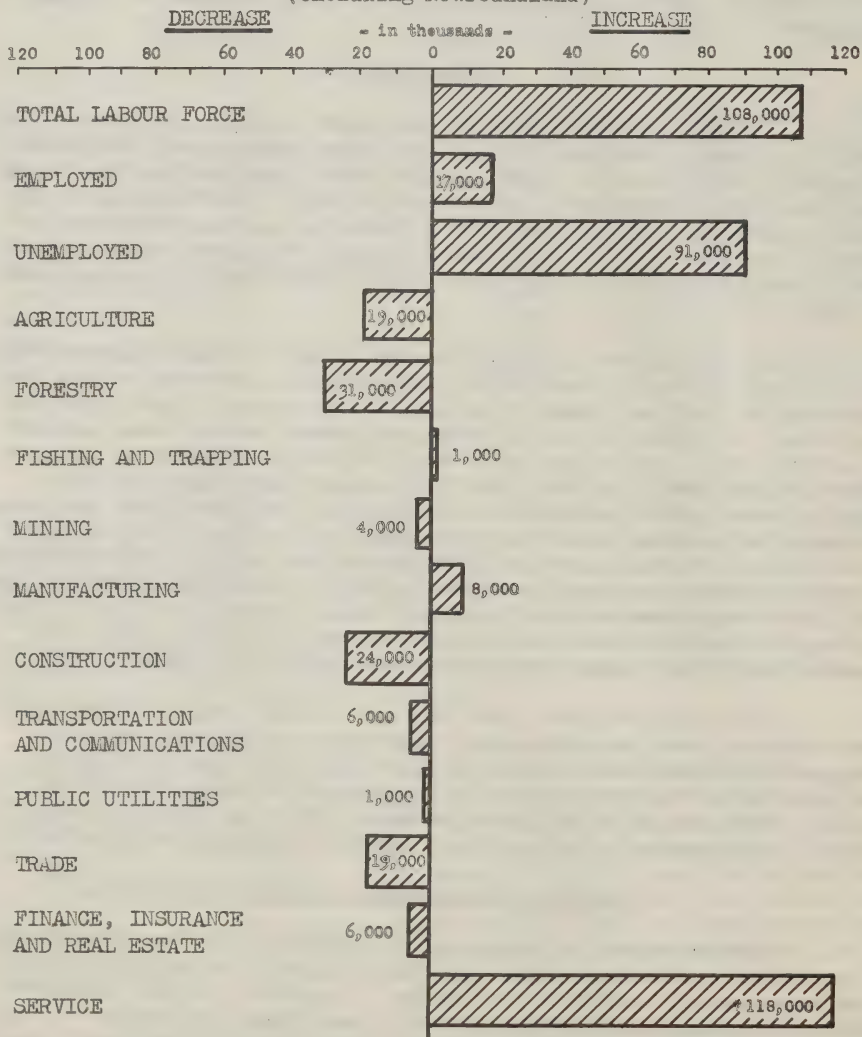 Newfoundland)
DECREASE INCREASE
- in thousands -
120 100 80 60 40 20 0 20 40 60 80 100 120
TOTAL LABOUR FORCE 108,000
EMPLOYED 17,000
UNEMPLOYED 91,000
AGRICULTURE 19,000
FORESTRY 31,000
FISHING AND TRAPPING 1,000
MINING 4,000
MANUFACTURING 8,000
CONSTRUCTION 24,000
TRANSPORTATION 6,000
AND COMMUNICATIONS
PUBLIC UTILITIES 1,000
TRADE 19,000
FINANCE, INSURANCE 6,000
AND REAL ESTATE
SERVICE 118,000